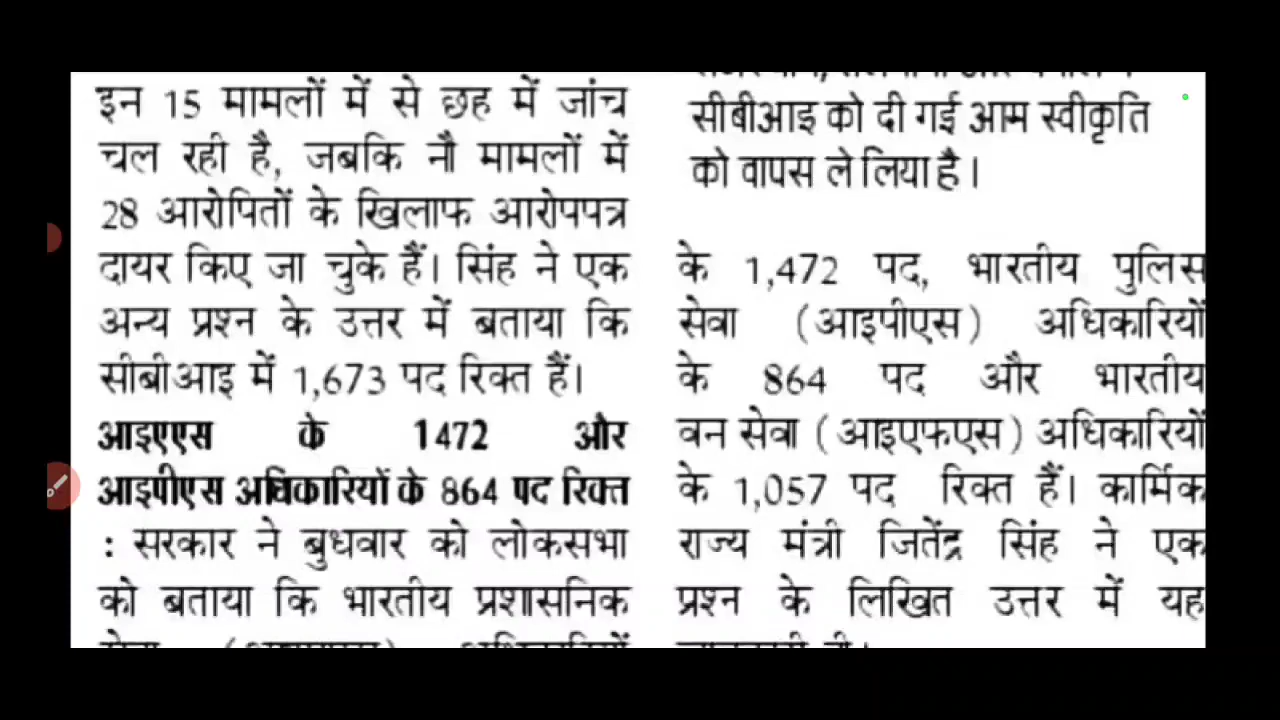 इन 15 मामलों में से छह में जांच
चल रही है, जबकि नौ मामलों में
28 आरोपितों के खिलाफ आरोपपत्र
दायर किए जा चुके हैं। सिंह ने एक
अन्य प्रश्न के उत्तर में बताया कि
सीबीआइ में 1,673 पद रिक्त हैं।
आइएएस के 1472 और
आइपीएस अधिकारियों के 864 पद रिक्त
: सरकार ने बुधवार को लोकसभा
को बताया कि भारतीय प्रशासनिक
सीबीआइ को दी गई आम स्वीकृति
को वापस ले लिया है।
के 1,472 पद, भारतीय पुलिस
सेवा (आइपीएस) अधिकारियों
के 864 पद और भारतीय
वन सेवा (आइएफएस) अधिकारियों
के 1,057 पद रिक्त हैं। कार्मिक
राज्य मंत्री जितेंद्र सिंह ने एक
प्रश्न के लिखित उत्तर में यह